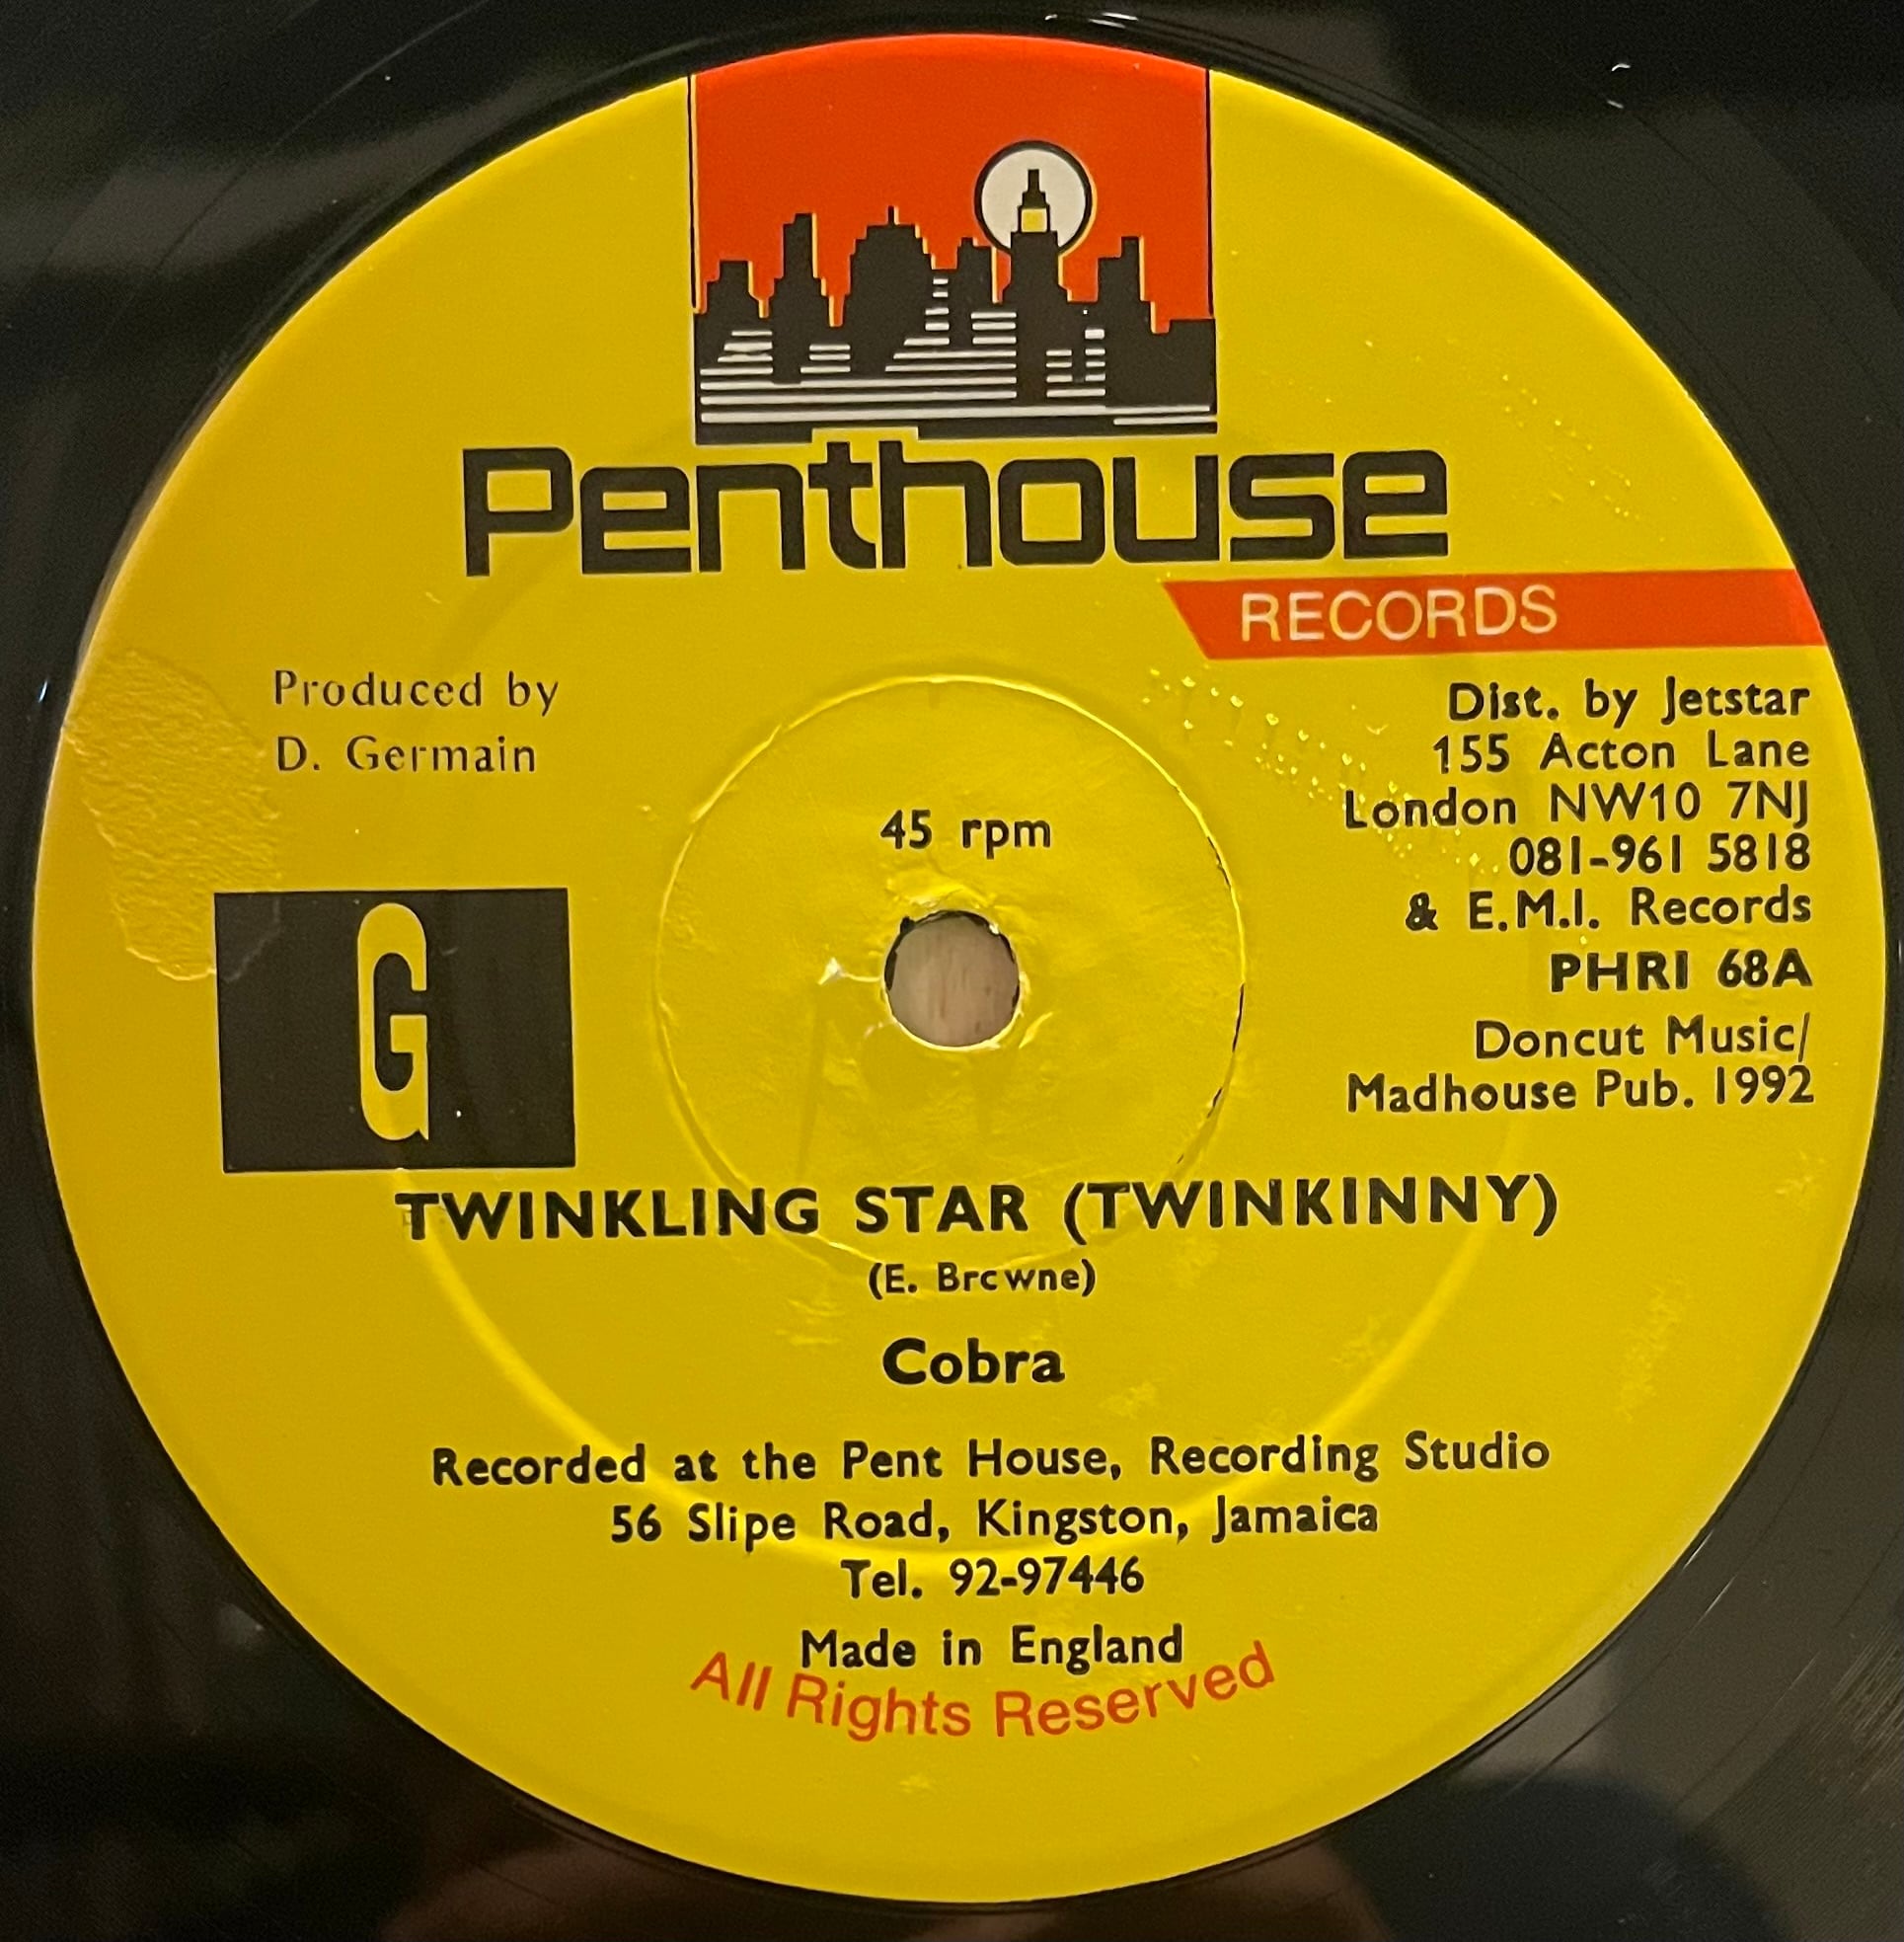 Penthouse
RECORDS
Produced by
D. Germain
45 rpm
Dist. by Jetstar
155 Acton Lane
London NW10 7NJ
081-961 5818
& E.M.I. Records
PHRI 68A
Doncut Music/
Madhouse Pub. 1992
G
TWINKLING STAR (TWINKINNY)
(E. Browne)
Cobra
Recorded at the Pent House, Recording Studio
56 Slipe Road, Kingston, Jamaica
Tel. 92-97446
Made in England
All Rights Reserved